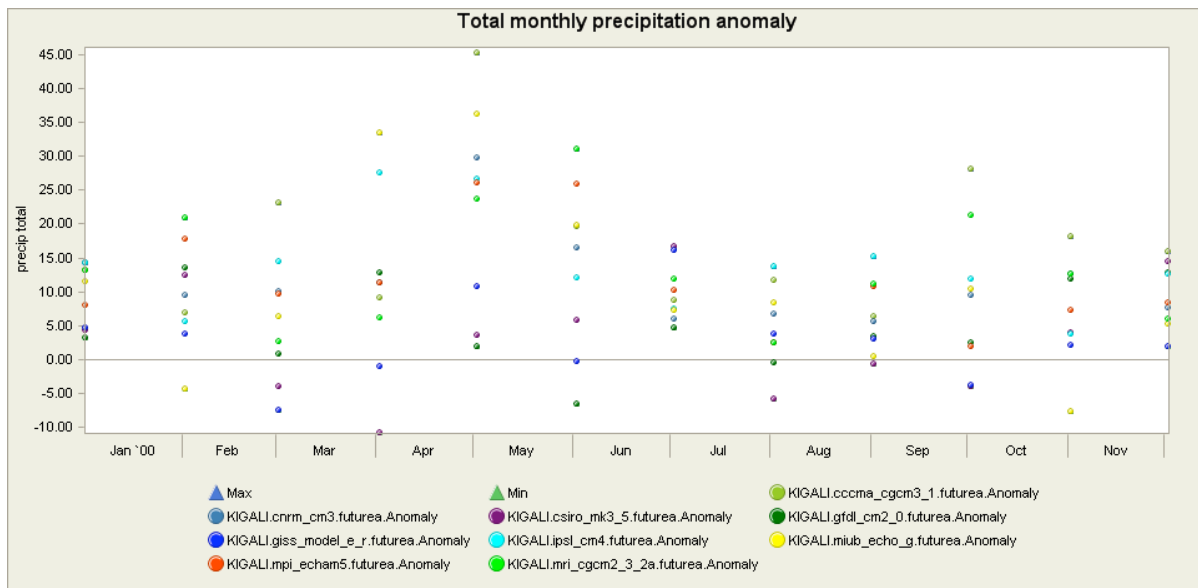 Total monthly precipitation anomaly
precip total
45.00
40.00
35.00
30.00
25.00
20.00
15.00
10.00
5.00
0.00
-5.00
-10.00
Jan `00 Feb Mar Apr May Jun Jul Aug Sep Oct Nov
Max Min KIGALI.cccma_cgcm3_1.futurea.Anomaly
KIGALI.cnrm_cm3.futurea.Anomaly KIGALI.csiro_mk3_5.futurea.Anomaly KIGALI.gfdl_cm2_0.futurea.Anomaly
KIGALI.giss_model_e_r.futurea.Anomaly KIGALI.ipsl_cm4.futurea.Anomaly KIGALI.miub_echo_g.futurea.Anomaly
KIGALI.mpi_echam5.futurea.Anomaly KIGALI.mri_cgcm2_3_2a.futurea.Anomaly